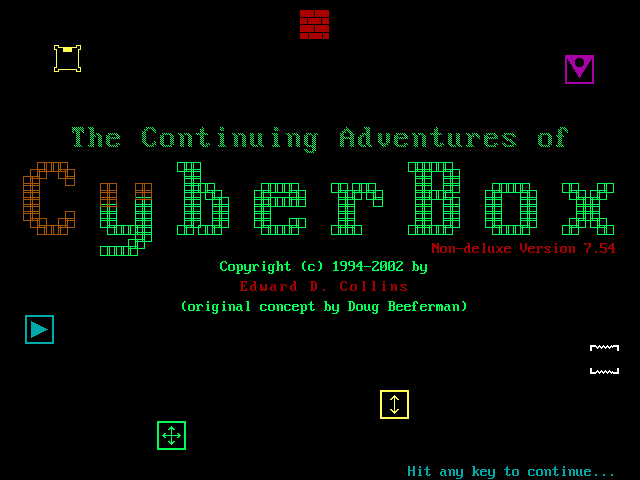 The Continuing Adventures of
CyberBox
Non-deluxe Version 7.54
Copyright (c) 1994-2002 by
Edward D. Collins
(original concept by Doug Beeferman)
Hit any key to continue...